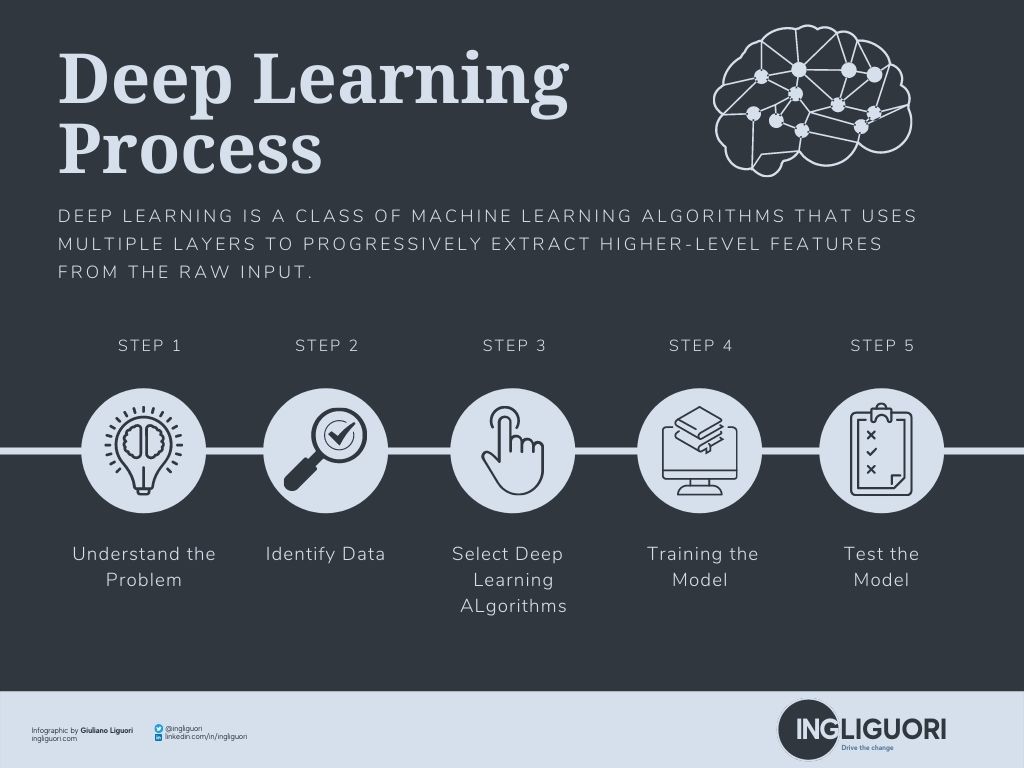 Deep Learning
Process
DEEP LEARNING IS A CLASS OF MACHINE LEARNING ALGORITHMS THAT USES
MULTIPLE LAYERS TO PROGRESSIVELY EXTRACT HIGHER-LEVEL FEATURES
FROM THE RAW INPUT.
STEP 1
STEP 2
STEP 3
STEP 4
STEP 5
Understand the
Problem
Identify Data
Select Deep
Learning
ALgorithms
Training the
Model
Test the
Model
Infographic by Giuliano Liguori
ingliguori.com
@ingliguori
linkedin.com/in/ingliguori
INGLIGUORI
Drive the change